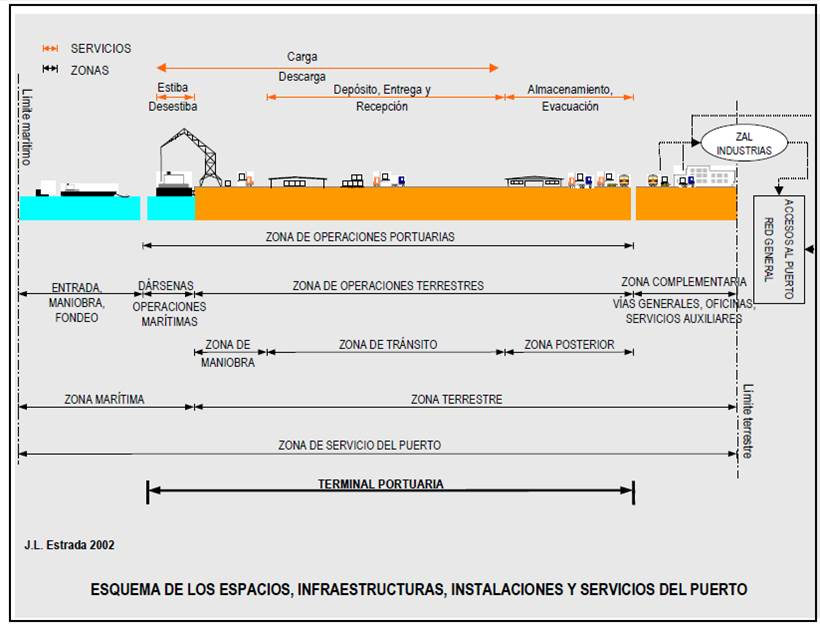 SERVICIOS
ZONAS
Carga
Descarga
Estiba
Desestiba
Depósito, Entrega y
Recepción
Almacenamiento,
Evacuación
Límite marítimo
ZAL
INDUSTRIAS
ACCESOS AL PUERTO
RED GENERAL
ZONA DE OPERACIONES PORTUARIAS
ENTRADA,
MANIOBRA,
FONDEO
DÁRSENAS
OPERACIONES
MARÍTIMAS
ZONA DE OPERACIONES TERRESTRES
ZONA COMPLEMENTARIA
VÍAS GENERALES, OFICINAS,
SERVICIOS AUXILIARES
ZONA DE
MANIOBRA
ZONA DE TRÁNSITO
ZONA POSTERIOR
ZONA MARÍTIMA
ZONA TERRESTRE
Límite terrestre
ZONA DE SERVICIO DEL PUERTO
TERMINAL PORTUARIA
J.L. Estrada 2002
ESQUEMA DE LOS ESPACIOS, INFRAESTRUCTURAS, INSTALACIONES Y SERVICIOS DEL PUERTO